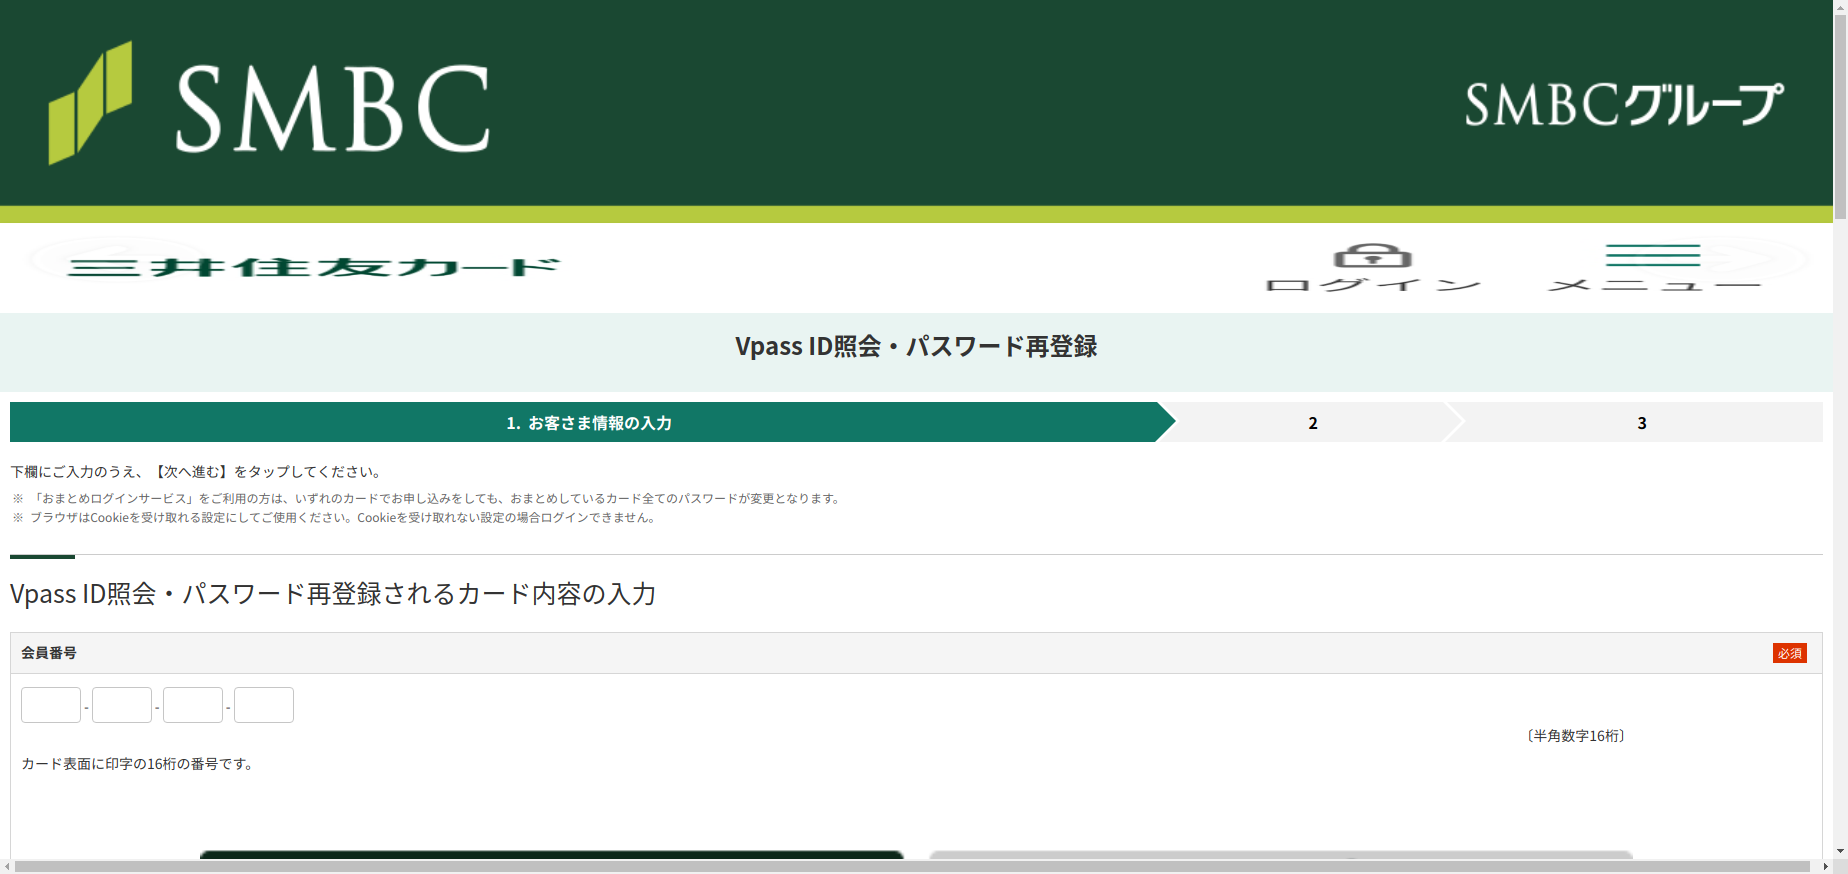 SMBC
SMBCグループ
三井住友カード
ログイン
メニュー
Vpass ID照会・パスワード再登録
1. お客さま情報の入力
2
3
下欄にご入力のうえ、【次へ進む】をタップしてください。
※ 「おまとめログインサービス」をご利用の方は、いずれのカードでお申し込みをしても、おまとめしているカード全てのパスワードが変更となります。
※ ブラウザはCookieを受け取れる設定にしてご使用ください。Cookieを受け取れない設定の場合ログインできません。
Vpass ID照会・パスワード再登録されるカード内容の入力
会員番号
必須
- - -
〔半角数字16桁〕
カード表面に印字の16桁の番号です。